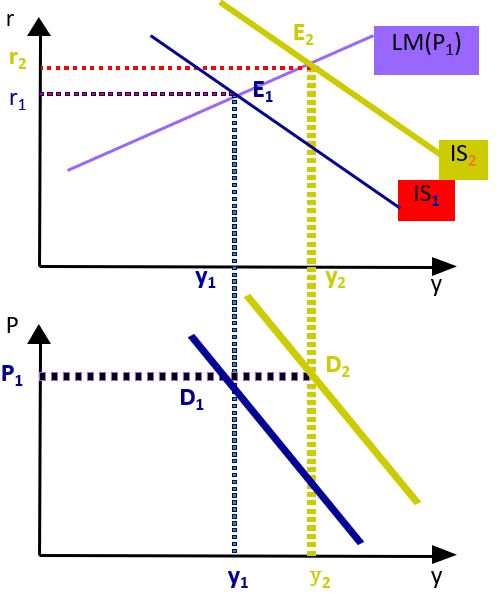 r
E₂
LM(P₁)
r₂
r₁
E₁
IS₂
IS₁
y₁
y₂
y
P
P₁
D₂
D₁
y₁
y₂
y